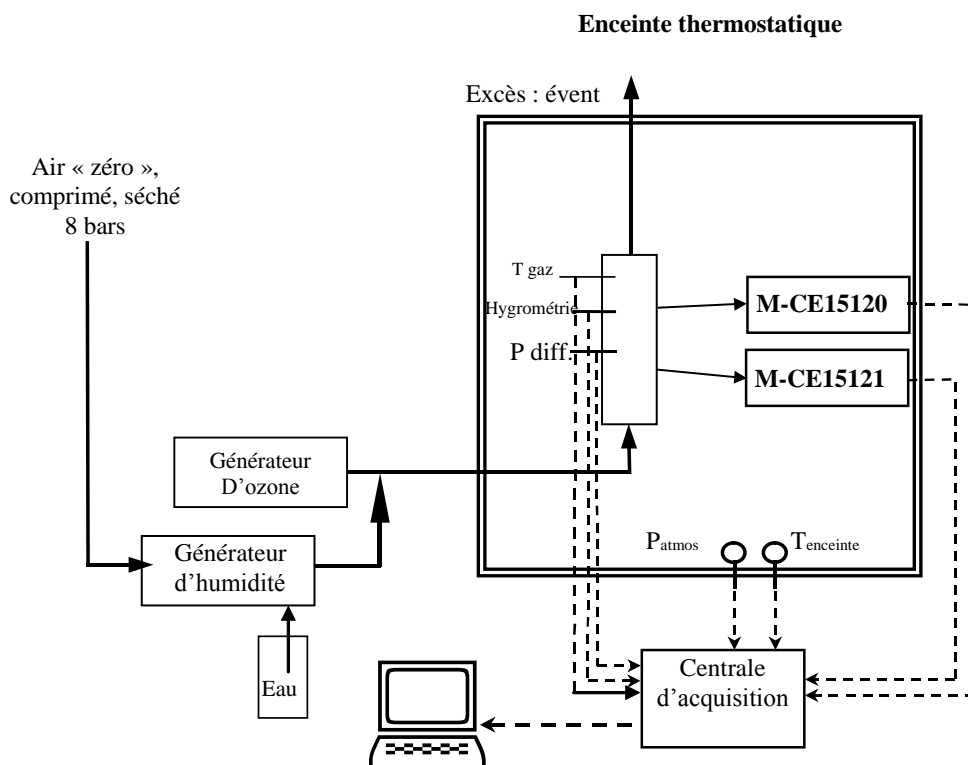 Enceinte thermostatique
Excès : évent
Air « zéro »,
comprimé, séché
8 bars
T gaz
Hygrométrie
P diff.
M-CE15120
M-CE15121
Générateur
D’ozone
Générateur
d’humidité
Eau
Patmos
Tenceinte
Centrale
d’acquisition